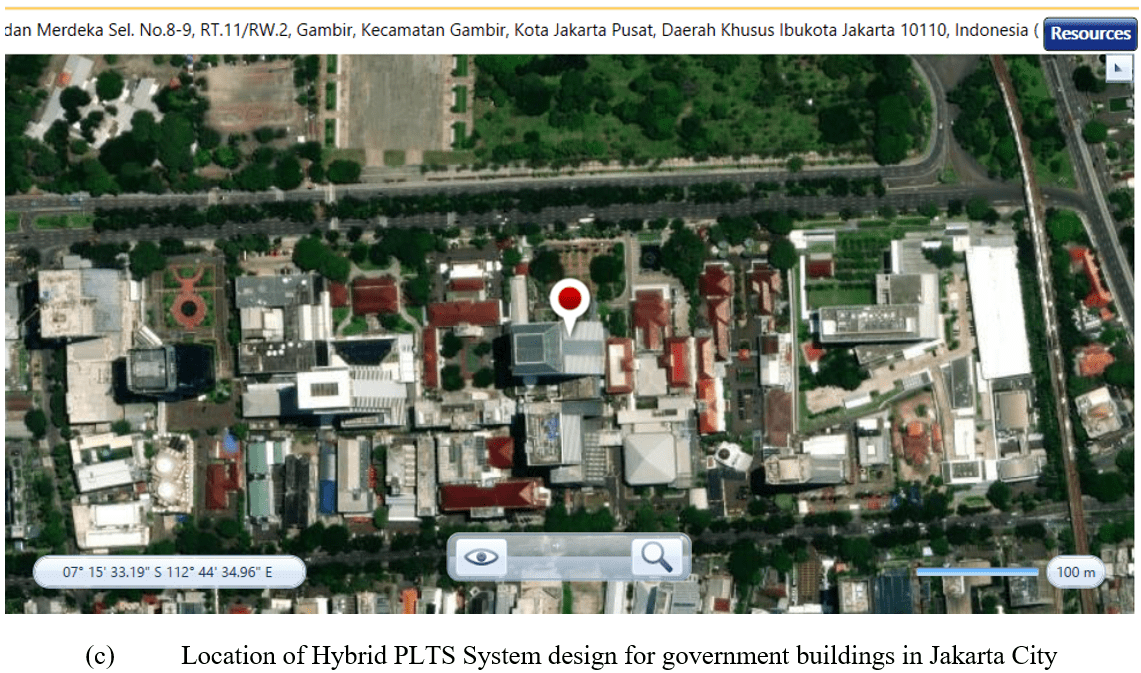 dan Merdeka Sel. No.8-9, RT.11/RW.2, Gambir, Kecamatan Gambir, Kota Jakarta Pusat, Daerah Khusus Ibukota Jakarta 10110, Indonesia ( Resources
07° 15' 33.19" S 112° 44' 34.96" E
100 m
(c) Location of Hybrid PLTS System design for government buildings in Jakarta City